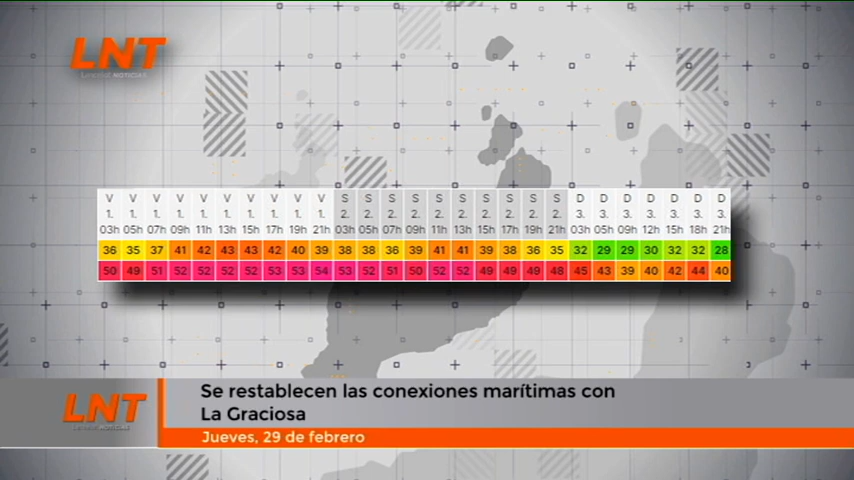 LNT
Lancelot NOTICIAS
V V V V V V V V V V S S S S S S S S S S D D D D D D D
1. 1. 1. 1. 1. 1. 1. 1. 1. 1. 2. 2. 2. 2. 2. 2. 2. 2. 2. 2. 3. 3. 3. 3. 3. 3. 3.
03h 05h 07h 09h 11h 13h 15h 17h 19h 21h 03h 05h 07h 09h 11h 13h 15h 17h 19h 21h 03h 05h 09h 12h 15h 18h 21h
36 35 37 41 42 43 43 42 40 39 38 38 36 39 41 41 39 38 36 35 32 29 29 30 32 32 28
50 49 51 52 52 52 52 53 53 54 53 52 51 50 52 52 49 49 49 48 45 43 39 40 42 44 40
Se restablecen las conexiones marítimas con
La Graciosa
LNT
Lancelot NOTICIAS
Jueves, 29 de febrero